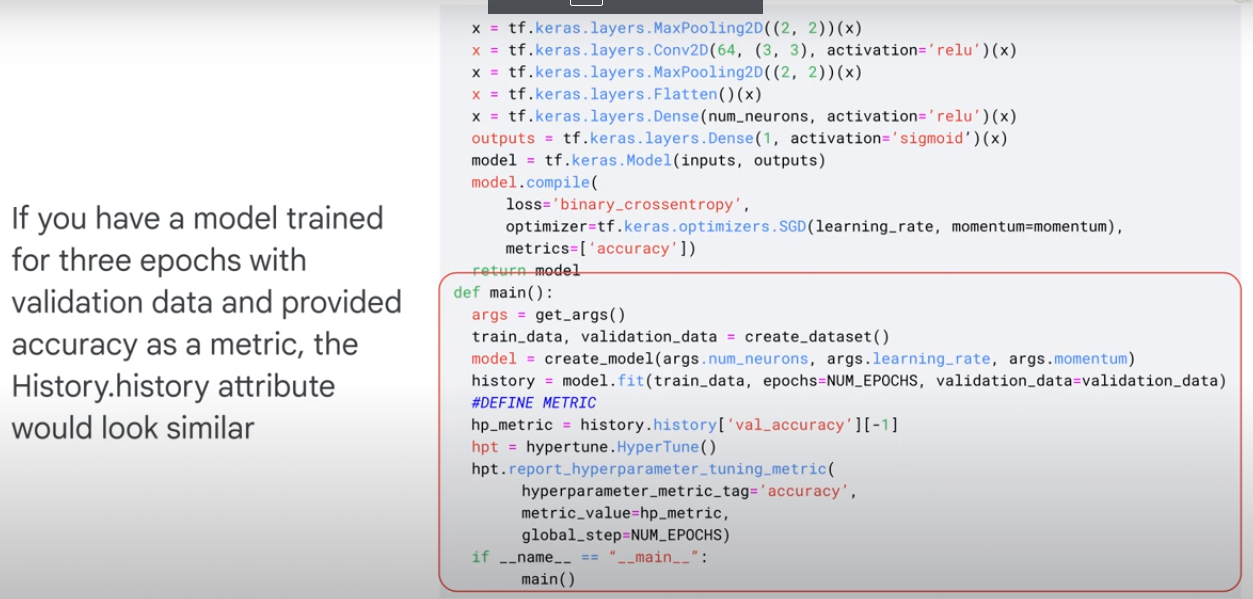 If you have a model trained
for three epochs with
validation data and provided
accuracy as a metric, the
History.history attribute
would look similar
x = tf.keras.layers.MaxPooling2D((2, 2))(x)
x = tf.keras.layers.Conv2D(64, (3, 3), activation='relu')(x)
x = tf.keras.layers.MaxPooling2D((2, 2))(x)
x = tf.keras.layers.Flatten()(x)
x = tf.keras.layers.Dense(num_neurons, activation='relu')(x)
outputs = tf.keras.layers.Dense(1, activation='sigmoid')(x)
model = tf.keras.Model(inputs, outputs)
model.compile(
loss='binary_crossentropy',
optimizer=tf.keras.optimizers.SGD(learning_rate, momentum=momentum),
metrics=['accuracy'])
return model
def main():
args = get_args()
train_data, validation_data = create_dataset()
model = create_model(args.num_neurons, args.learning_rate, args.momentum)
history = model.fit(train_data, epochs=NUM_EPOCHS, validation_data=validation_data)
#DEFINE METRIC
hp_metric = history.history['val_accuracy'][-1]
hpt = hypertune.HyperTune()
hpt.report_hyperparameter_tuning_metric(
hyperparameter_metric_tag='accuracy',
metric_value=hp_metric,
global_step=NUM_EPOCHS)
if __name__ == "__main__":
main()